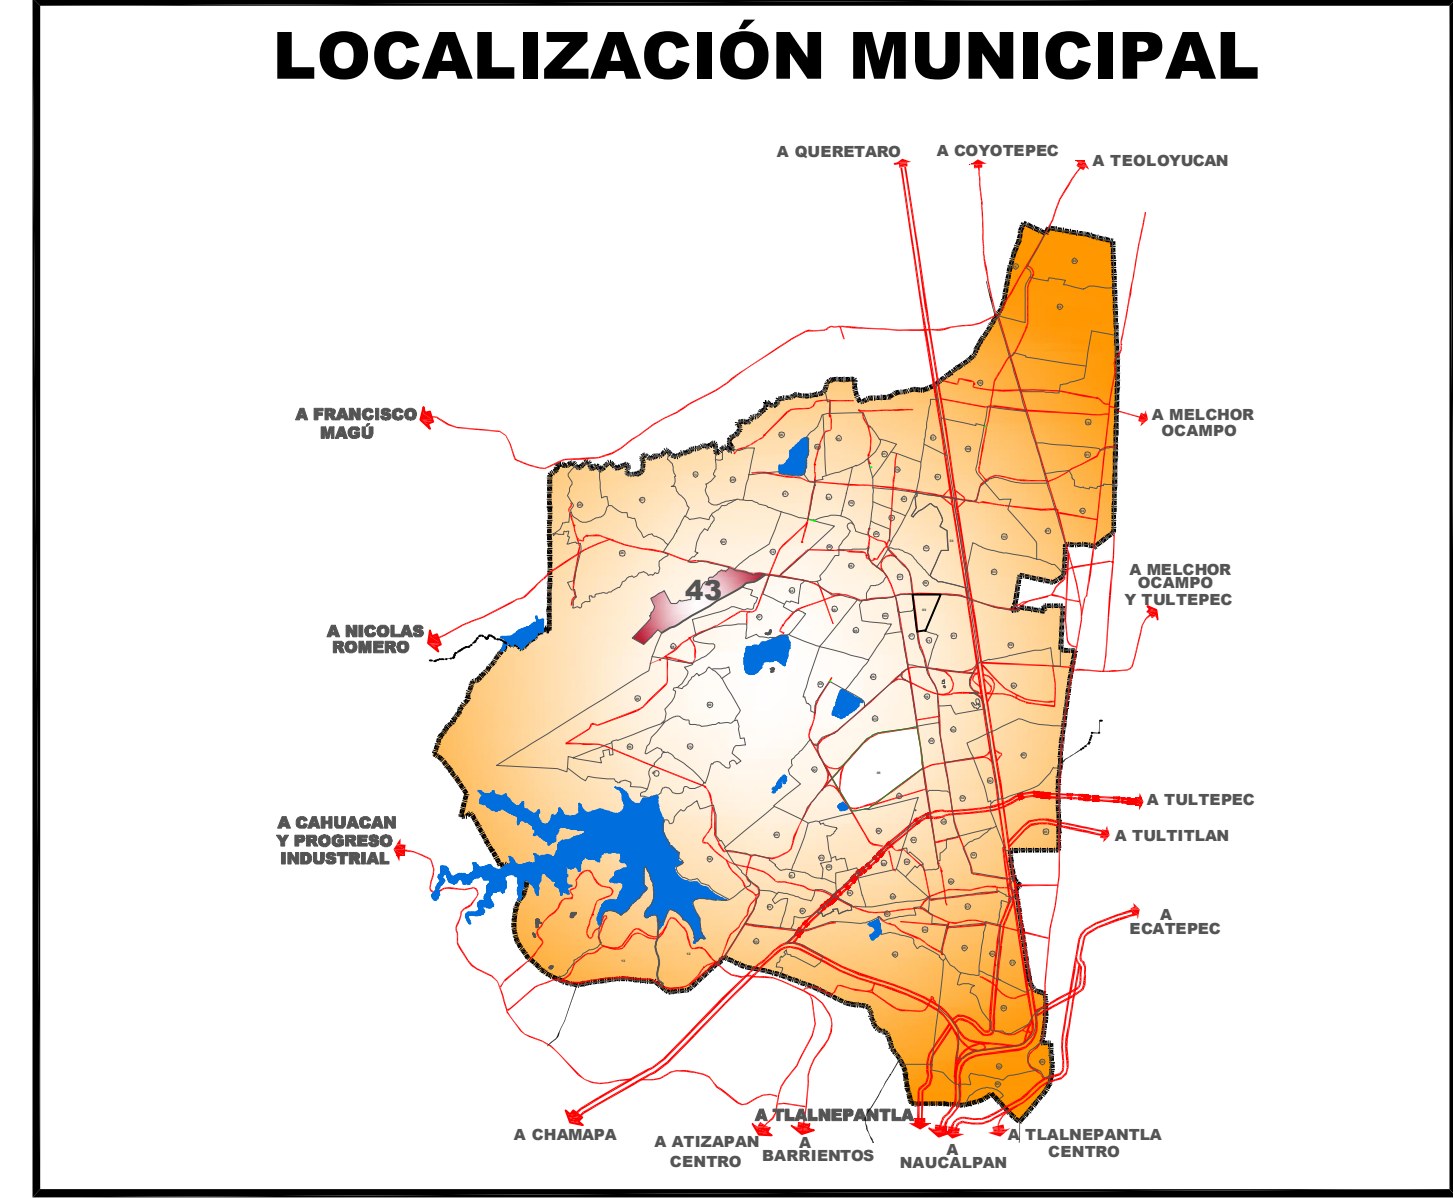 LOCALIZACIÓN MUNICIPAL
A QUERETARO
A COYOTEPEC
A TEOLOYUCAN
A FRANCISCO
MAGÚ
A MELCHOR
OCAMPO
A MELCHOR
OCAMPO
Y TULTEPEC
43
A NICOLAS
ROMERO
A TULTEPEC
A CAHUACAN
Y PROGRESO
INDUSTRIAL
A TULTITLAN
A
ECATEPEC
A TLALNEPANTLA
A CHAMAPA
A ATIZAPAN
CENTRO
A
BARRIENTOS
A
NAUCALPAN
A TLALNEPANTLA
CENTRO